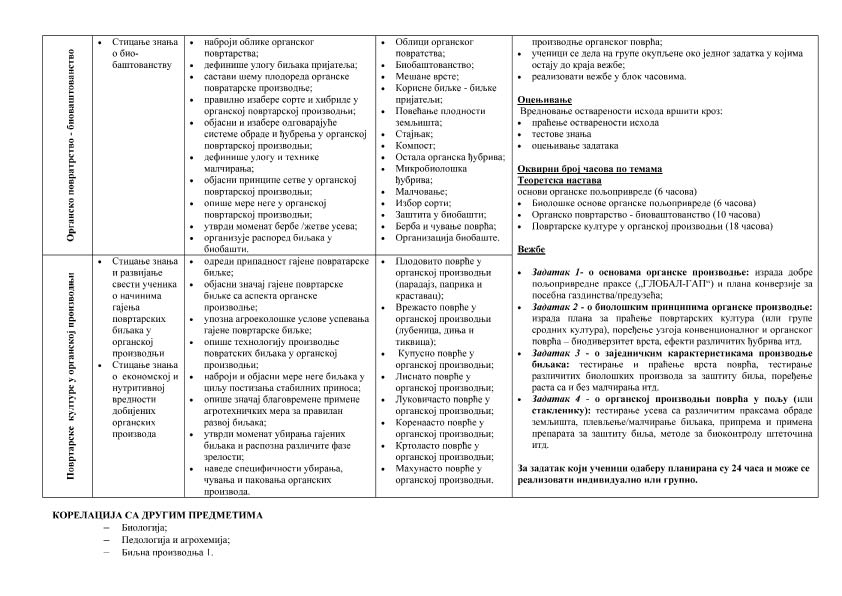 Органско повратрство - биоваштованство
• Стицање знања
о био-
баштованству
• наброји облике органског
повртарства;
• дефинише улогу биљака пријатеља;
• састави шему плодореда органске
повратарске производње;
• правилно изабере сорте и хибриде у
органској повртарској производњи;
• објасни и изабере одговарајуће
системе обраде и ђубрења у органској
повртарској производњи;
• дефинише улогу и технике
малчирања;
• објасни принципе сетве у органској
повртарској производњи;
• опише мере неге у органској
повртарској производњи;
• утврди моменат бербе /жетве усева;
• организује распоред биљака у
биобашти.
• Облици органског
повратства;
• Биобаштованство;
• Мешане врсте;
• Корисне биљке - биљке
пријатељи;
• Повећање плодности
земљишта;
• Стајњак;
• Компост;
• Остала органска ђубрива;
• Микробиолошка
ђубрива;
• Малчовање;
• Избор сорти;
• Заштита у биобашти;
• Берба и чување поврћа;
• Организација биобаште.
производње органског поврћа;
• ученици се дела на групе окупљене око једног задатка у којима
остају до краја вежбе;
• реализовати вежбе у блок часовима.
Оцењивање
Вредновање остварености исхода вршити кроз:
• праћење остварености исхода
• тестове знања
• оцењивање задатака
Оквирни број часова по темама
Теоретска настава
основи органске пољопривреде (6 часова)
• Биолошке основе органске пољопривреде (6 часова)
• Органско повртарство - биоваштованство (10 часова)
• Повртарске културе у органској производњи (18 часова)
Вежбе
• Задатак 1- о основама органске производње: израда добре
пољопривредне праксе („ГЛОБАЛ-ГАП“) и плана конверзије за
посебна газдинства/предузећа;
• Задатак 2 - о биолошким принципима органске производње:
израда плана за праћење повртарских култура (или групе
сродних култура), поређење узгоја конвенционалног и органског
поврћа – биодиверзитет врста, ефекти различитих ђубрива итд.
• Задатак 3 - о заједничким карактеристикама производње
биљака: тестирање и праћење врста поврћа, тестирање
различитих биолошких производа за заштиту биља, поређење
раста са и без малчирања итд.
• Задатак 4 - о органској производњи поврћа у пољу (или
стакленику): тестирање усева са различитим праксама обраде
земљишта, плевљење/малчирање биљака, припрема и примена
препарата за заштиту биља, методе за биоконтролу штеточина
итд.
За задатак који ученици одаберу планирана су 24 часа и може се
реализовати индивидуално или групно.
Повртарске културе у органској производњи
• Стицање знања
и развијање
свести ученика
о начинима
гајења
повртарских
биљака у
органској
производњи
• Стицање знања
о економској и
нутритивној
вредности
добијених
органских
производа
• одреди припадност гајене повратарске
биљке;
• објасни значај гајене повртарске
биљке са аспекта органске
производње;
• упозна агроеколошке услове успевања
гајене повртарске биљке;
• опише технологију производње
повратских биљака у органској
производњи;
• наброји и објасни мере неге биљака у
циљу постизања стабилних приноса;
• опише значај благовремене примене
агротехничких мера за правилан
развој биљака;
• утврди моменат убирања гајених
биљака и распозна различите фазе
зрелости;
• наведе специфичности убирања,
чувања и паковања органских
производа.
• Плодовито поврће у
органској производњи
(парадајз, паприка и
краставац);
• Врежасто поврће у
органској производњи
(лубеница, диња и
тиквица);
• Купусно поврће у
органској производњи;
• Лиснато поврће у
органској производњи;
• Луковичасто поврће у
органској производњи;
• Коренаасто поврће у
органској производњи;
• Кртоласто поврће у
органској производњи;
• Махунасто поврће у
органској производњи.
КОРЕЛАЦИЈА СА ДРУГИМ ПРЕДМЕТИМА
– Биологија;
– Педологија и агрохемија;
– Биљна производња 1.